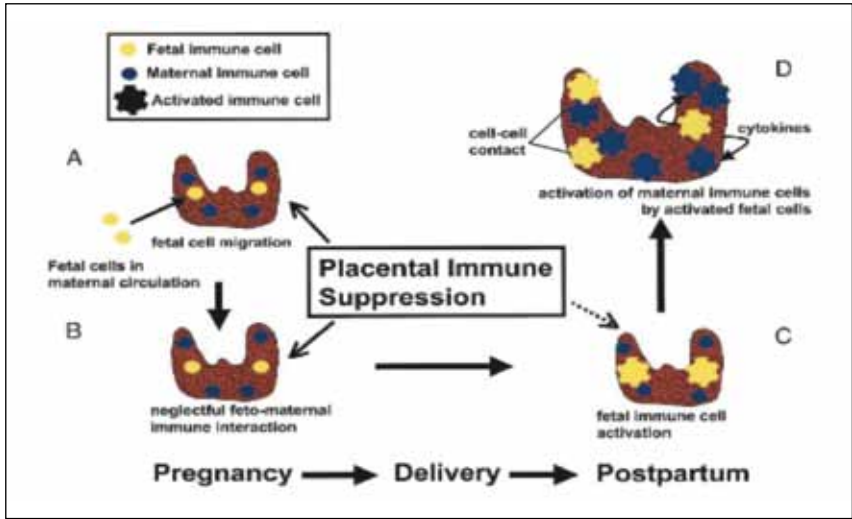 Fetal immune cell
Maternal Immune cell
Activated immune cell
A
fetal cell migration
Fetal cells in
maternal circulation
Placental Immune
Suppression
B
neglectful feto-maternal
immune interaction
D
cell-cell
contact
cytokines
activation of maternal immune cells
by activated fetal cells
C
fetal immune cell
activation
Pregnancy
Delivery
Postpartum